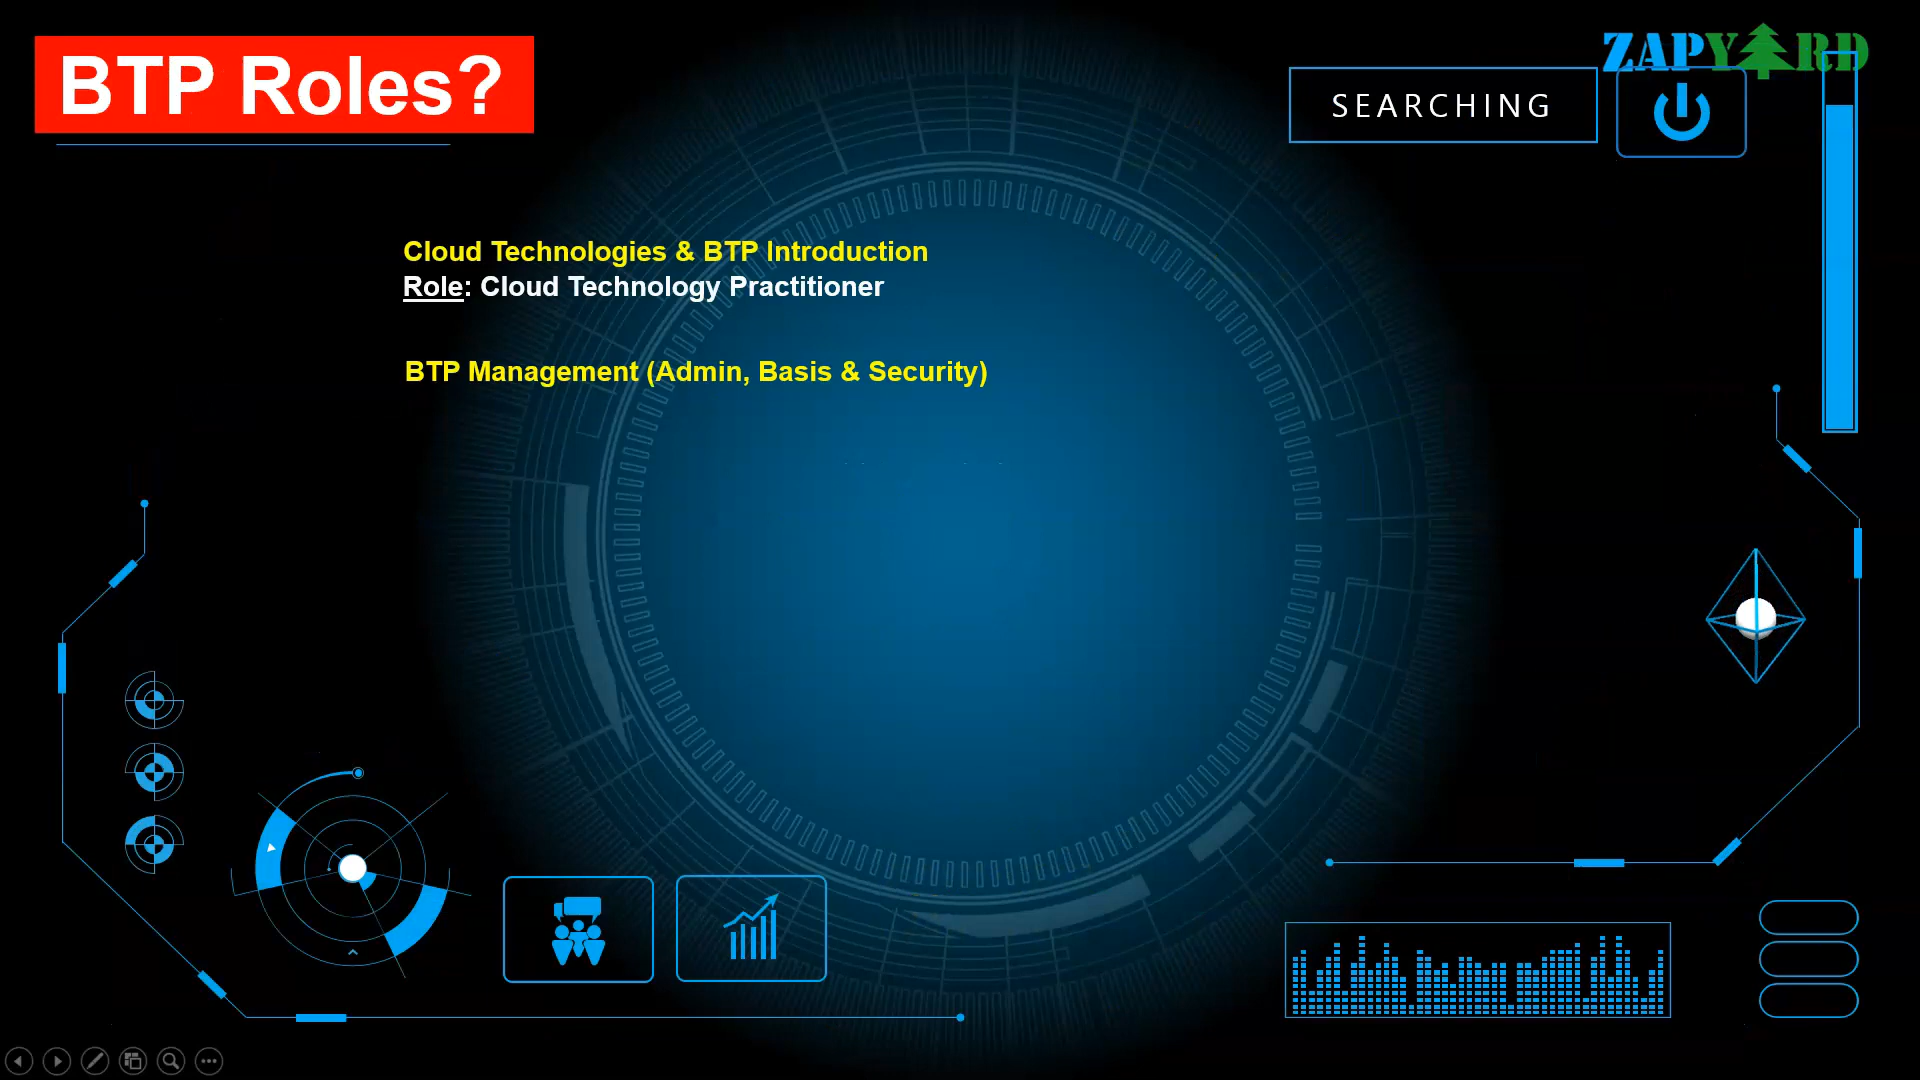 BTP Roles?
ZAPYARD
SEARCHING
Cloud Technologies & BTP Introduction
Role: Cloud Technology Practitioner
BTP Management (Admin, Basis & Security)